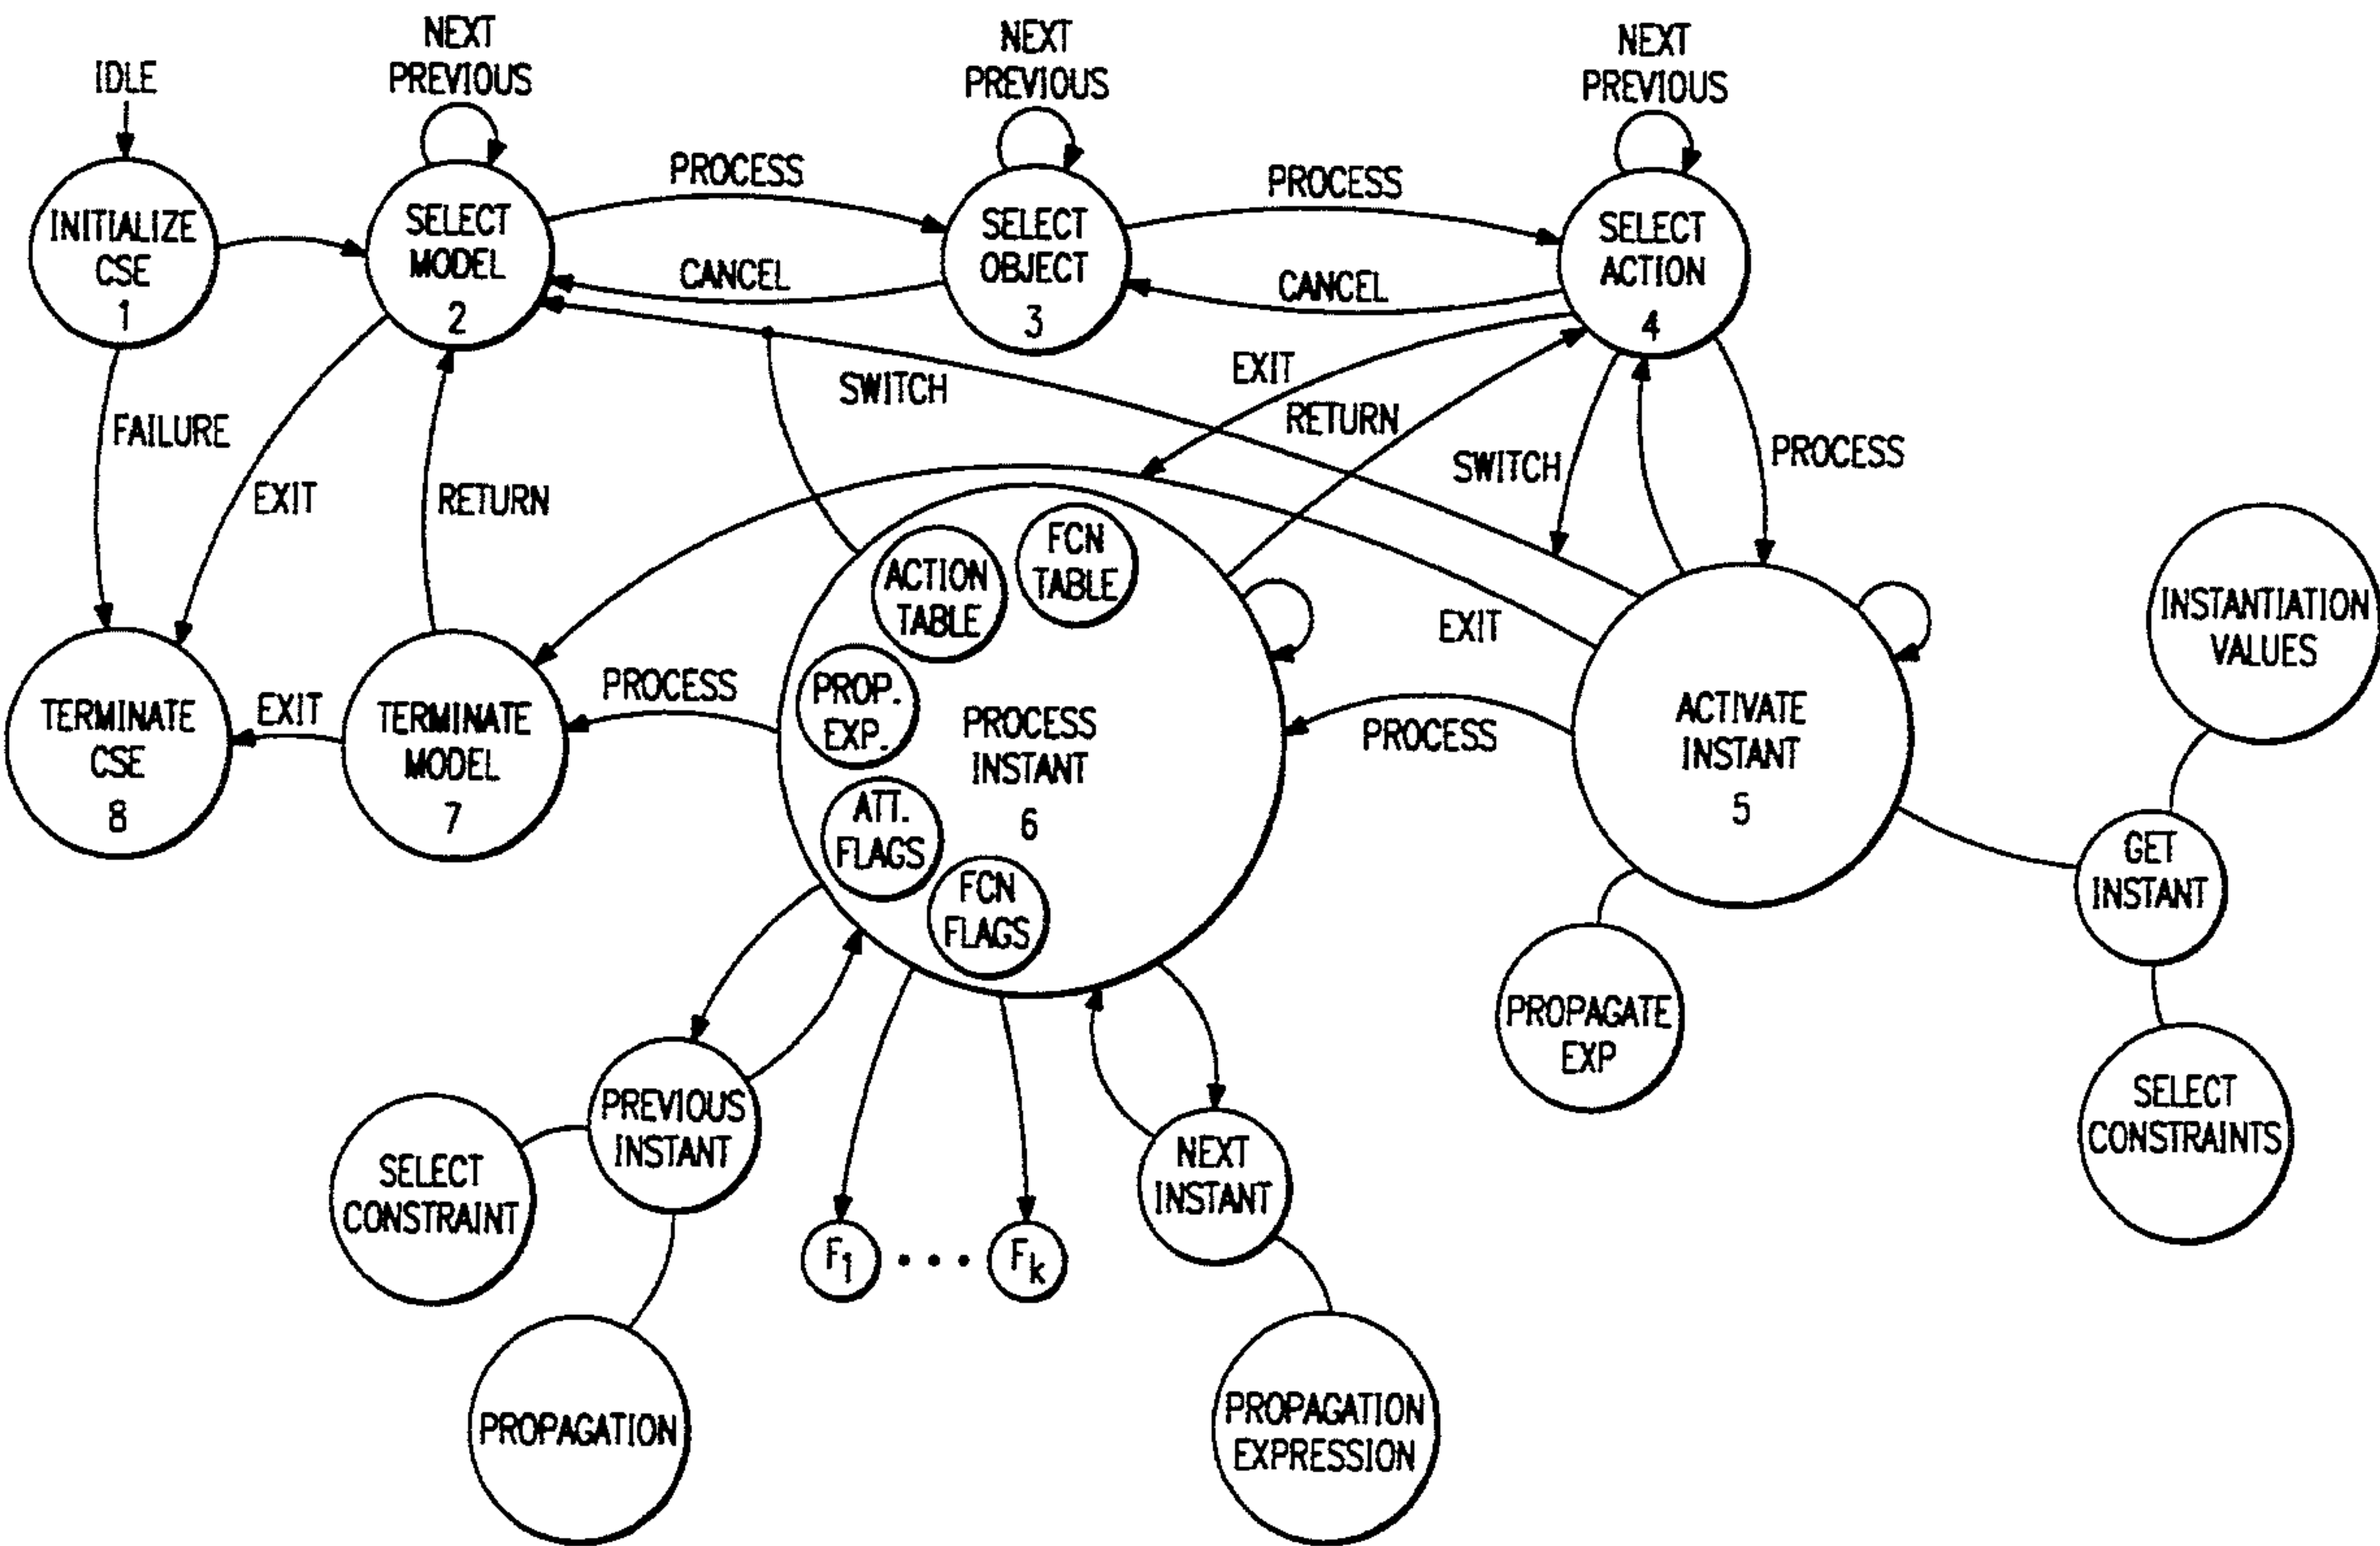 IDLE
NEXT
PREVIOUS
NEXT
PREVIOUS
NEXT
PREVIOUS
INITIALIZE
CSE
1
SELECT
MODEL
2
PROCESS
CANCEL
SELECT
OBJECT
3
PROCESS
CANCEL
SELECT
ACTION
4
FAILURE
EXIT
RETURN
SWITCH
EXIT
RETURN
SWITCH
PROCESS
TERMINATE
CSE
8
EXIT
TERMINATE
MODEL
7
PROCESS
ACTION
TABLE
FCN
TABLE
PROP.
EXP.
ATT.
FLAGS
FCN
FLAGS
PROCESS
INSTANT
6
EXIT
PROCESS
ACTIVATE
INSTANT
5
INSTANTIATION
VALUES
GET
INSTANT
SELECT
CONSTRAINTS
PROPAGATE
EXP
PREVIOUS
INSTANT
SELECT
CONSTRAINT
PROPAGATION
F1 • • • Fk
NEXT
INSTANT
PROPAGATION
EXPRESSION